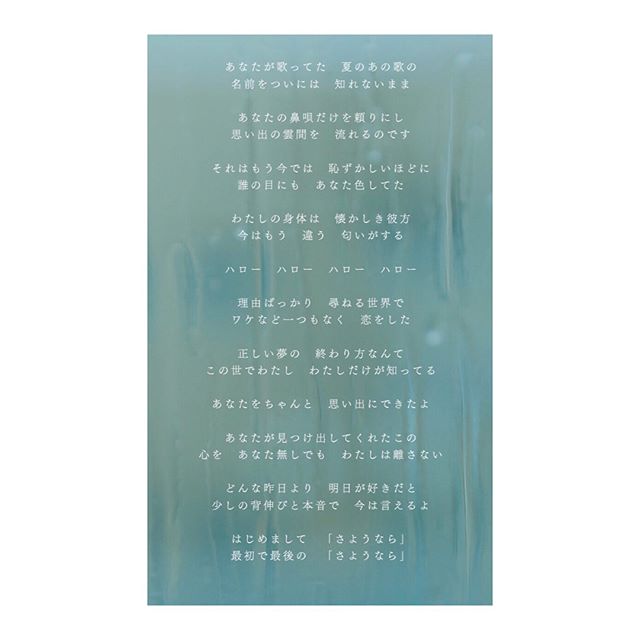 あなたが歌ってた　夏のあの歌の
名前をついには　知れないまま
あなたの鼻唄だけを頼りにし
思い出の雲間を　流れるのです
それはもう今では　恥ずかしいほどに
誰の目にも　あなた色してた
わたしの身体は　懐かしき彼方
今はもう　違う　匂いがする
ハロー　ハロー　ハロー　ハロー
理由ばっかり　尋ねる世界で
ワケなど一つもなく　恋をした
正しい夢の　終わり方なんて
この世でわたし　わたしだけが知ってる
あなたをちゃんと　思い出にできたよ
あなたが見つけ出してくれたこの
心を　あなた無しでも　わたしは離さない
どんな昨日より　明日が好きだと
少しの背伸びと本音で　今は言えるよ
はじめまして　「さようなら」
最初で最後の　「さようなら」